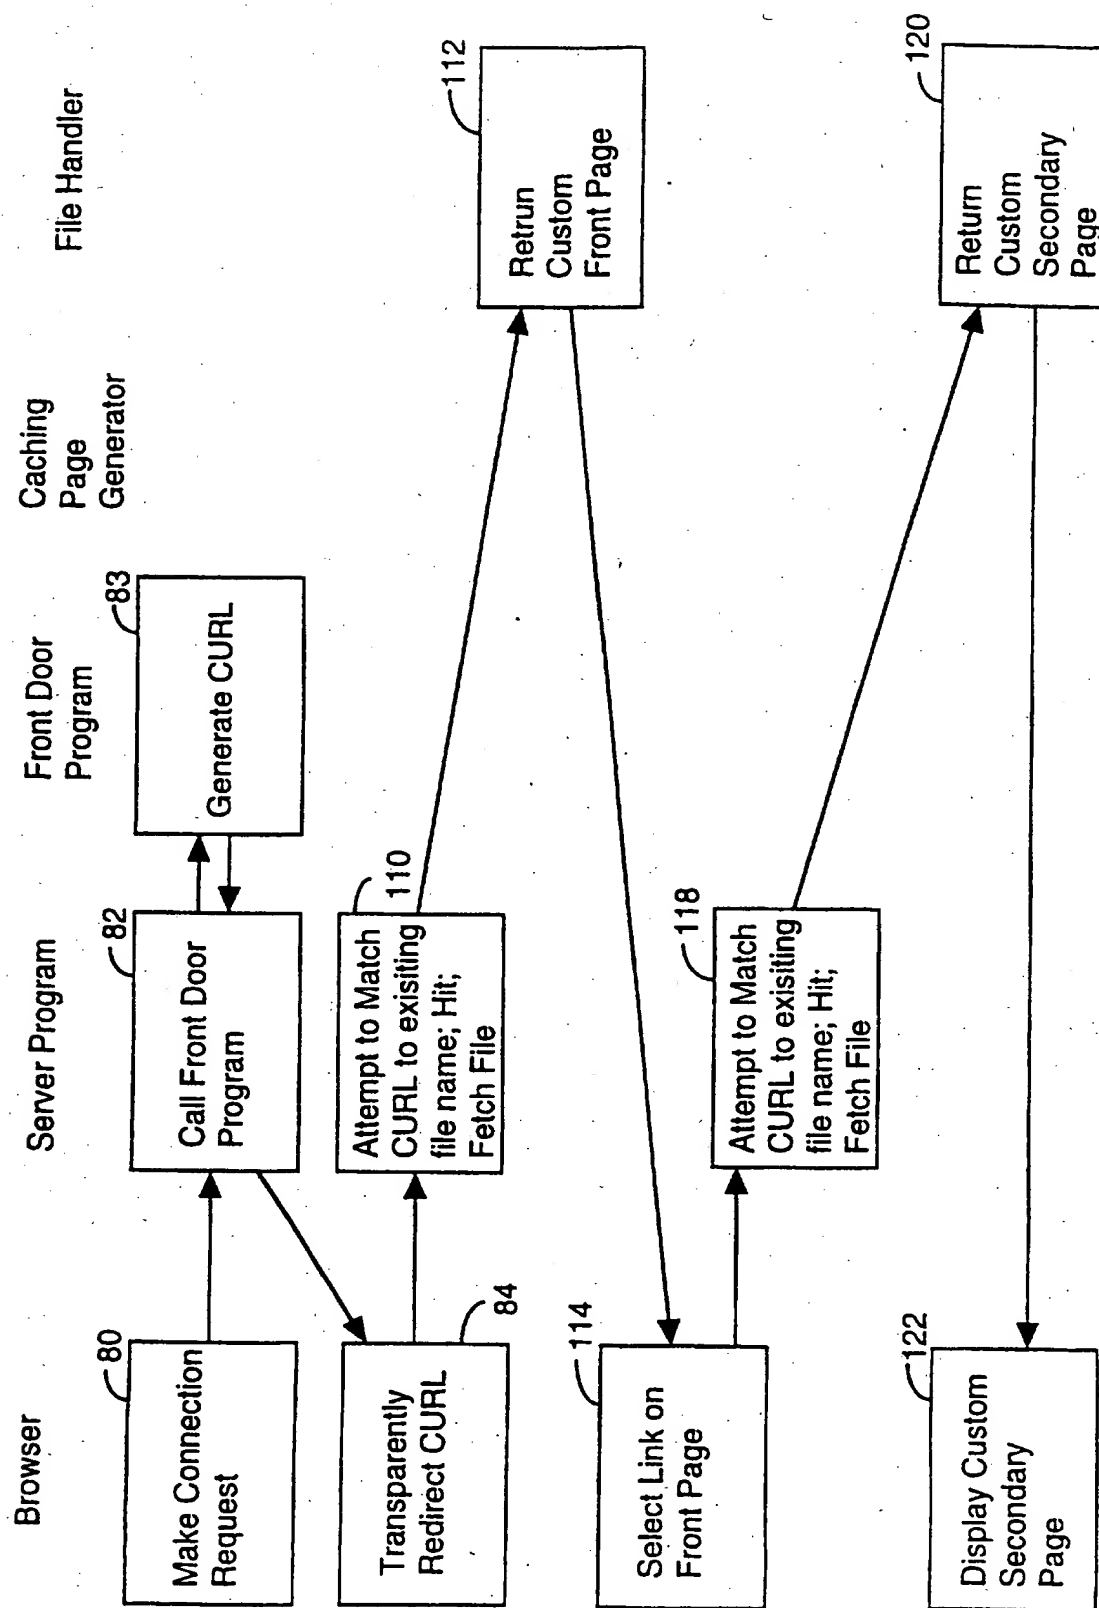 Browser
Server Program
Front Door
Program
Caching
Page
Generator
File Handler
80
Make Connection
Request
82
Call Front Door
Program
83
Generate CURL
Transparently
Redirect CURL
84
110
Attempt to Match
CURL to exisiting
file name; Hit;
Fetch File
112
Retrun
Custom
Front Page
114
Select Link on
Front Page
118
Attempt to Match
CURL to exisiting
file name; Hit;
Fetch File
120
Return
Custom
Secondary
Page
122
Display Custom
Secondary
Page